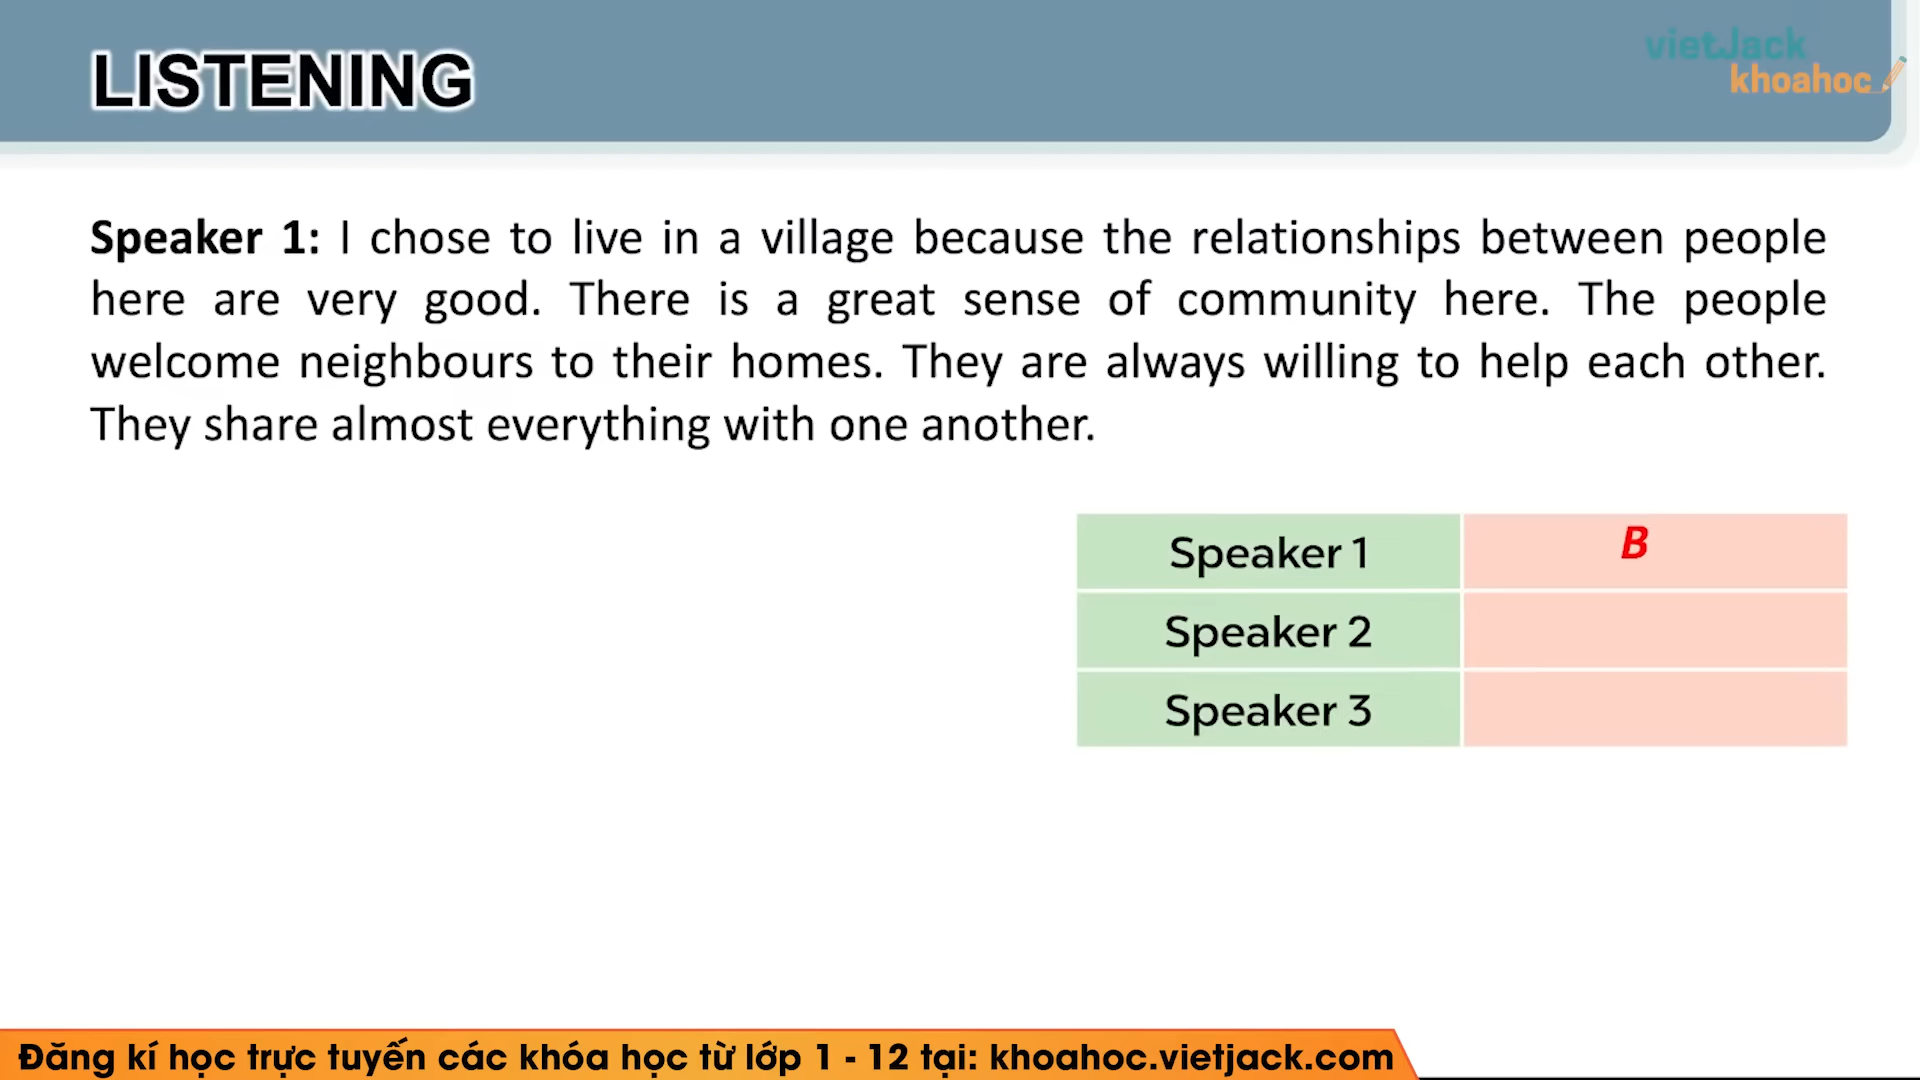 LISTENING
vietJack
khoahoc
Speaker 1: I chose to live in a village because the relationships between people
here are very good. There is a great sense of community here. The people
welcome neighbours to their homes. They are always willing to help each other.
They share almost everything with one another.
Speaker 1 B
Speaker 2
Speaker 3
Đăng kí học trực tuyến các khóa học từ lớp 1 - 12 tại: khoahoc.vietjack.com